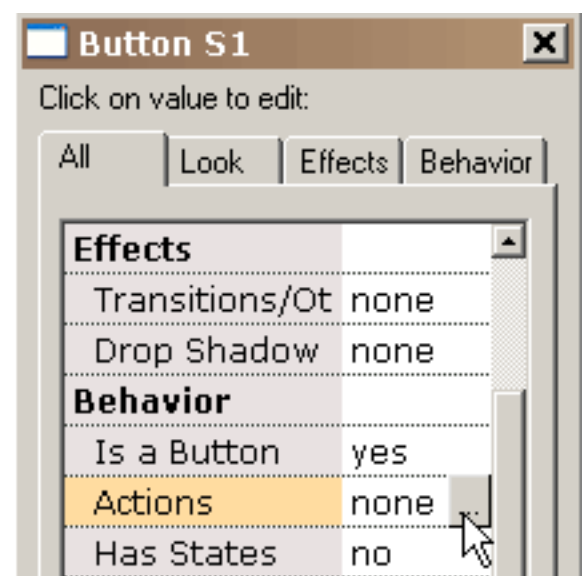 Button S1
Click on value to edit:
All Look Effects Behavior
Effects
Transitions/Ot none
Drop Shadow none
Behavior
Is a Button yes
Actions none ...
Has States no